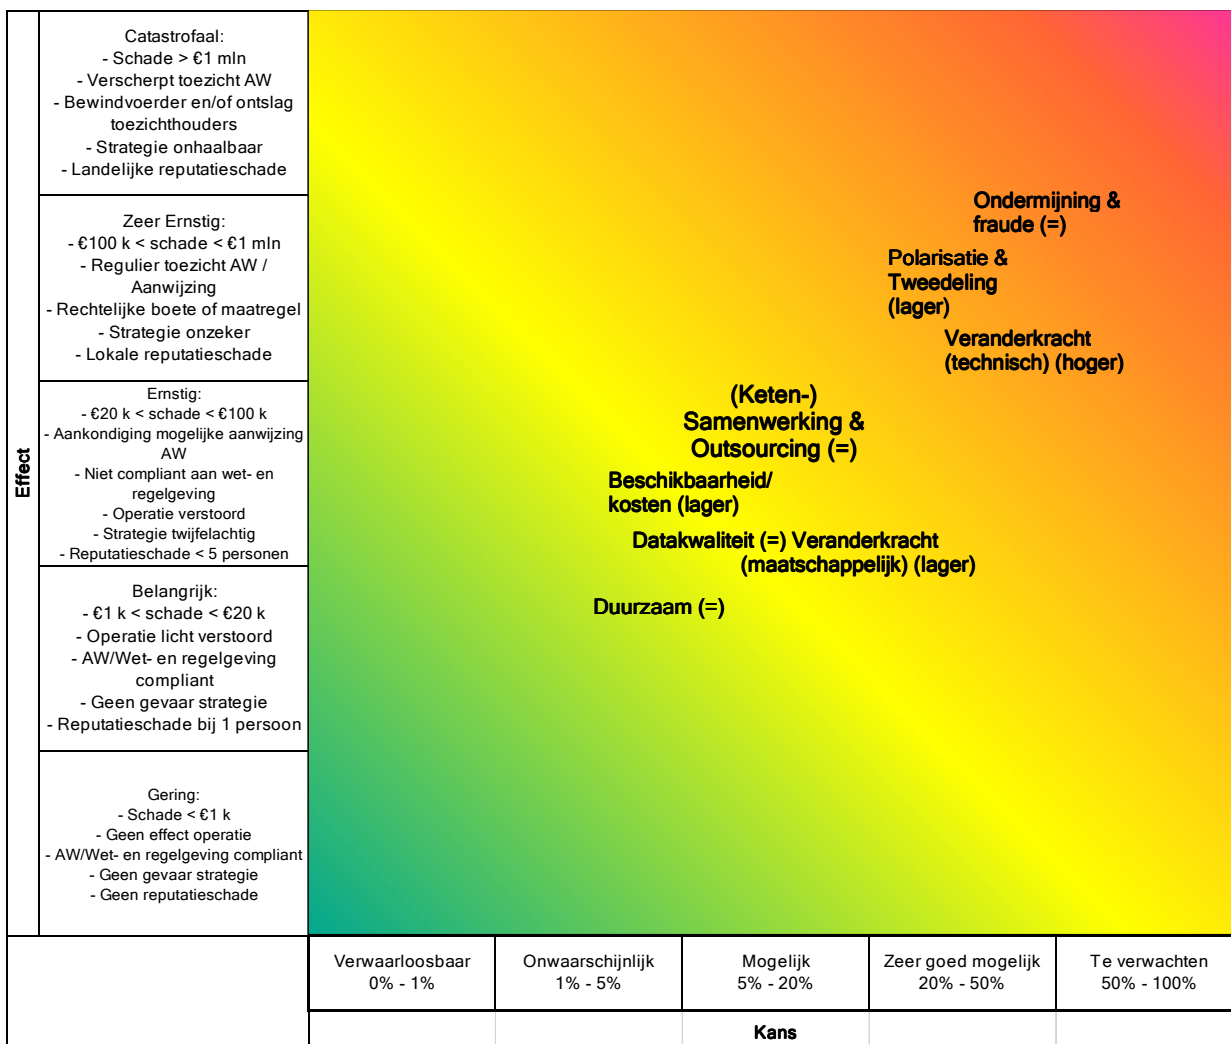 Effect
Catastrofaal:
- Schade > €1 mln
- Verscherpt toezicht AW
- Bewindvoerder en/of ontslag
toezichthouders
- Strategie onhaalbaar
- Landelijke reputatieschade
Zeer Ernstig:
- €100 k < schade < €1 mln
- Regulier toezicht AW /
Aanwijzing
- Rechtelijke boete of maatregel
- Strategie onzeker
- Lokale reputatieschade
Ernstig:
- €20 k < schade < €100 k
- Aankondiging mogelijke aanwijzing
AW
- Niet compliant aan wet- en
regelgeving
- Operatie verstoord
- Strategie twijfelachtig
- Reputatieschade < 5 personen
Belangrijk:
- €1 k < schade < €20 k
- Operatie licht verstoord
- AW/Wet- en regelgeving
compliant
- Geen gevaar strategie
- Reputatieschade bij 1 persoon
Gering:
- Schade < €1 k
- Geen effect operatie
- AW/Wet- en regelgeving compliant
- Geen gevaar strategie
- Geen reputatieschade
Ondermijning &
fraude (=)
Polarisatie &
Tweedeling
(lager)
Veranderkracht
(technisch) (hoger)
(Keten-)
Samenwerking &
Outsourcing (=)
Beschikbaarheid/
kosten (lager)
Datakwaliteit (=) Veranderkracht
(maatschappelijk) (lager)
Duurzaam (=)
Verwaarloosbaar
0% - 1%
Onwaarschijnlijk
1% - 5%
Mogelijk
5% - 20%
Zeer goed mogelijk
20% - 50%
Te verwachten
50% - 100%
Kans